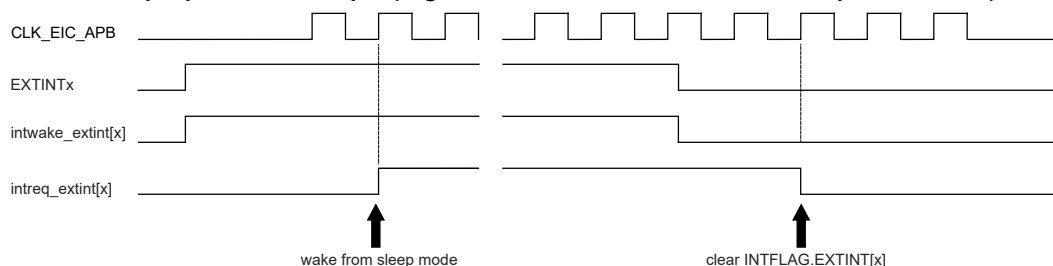 CLK_EIC_APB
EXTINTx
intwake_extint[x]
intreq_extint[x]
wake from sleep mode
clear INTFLAG.EXTINT[x]